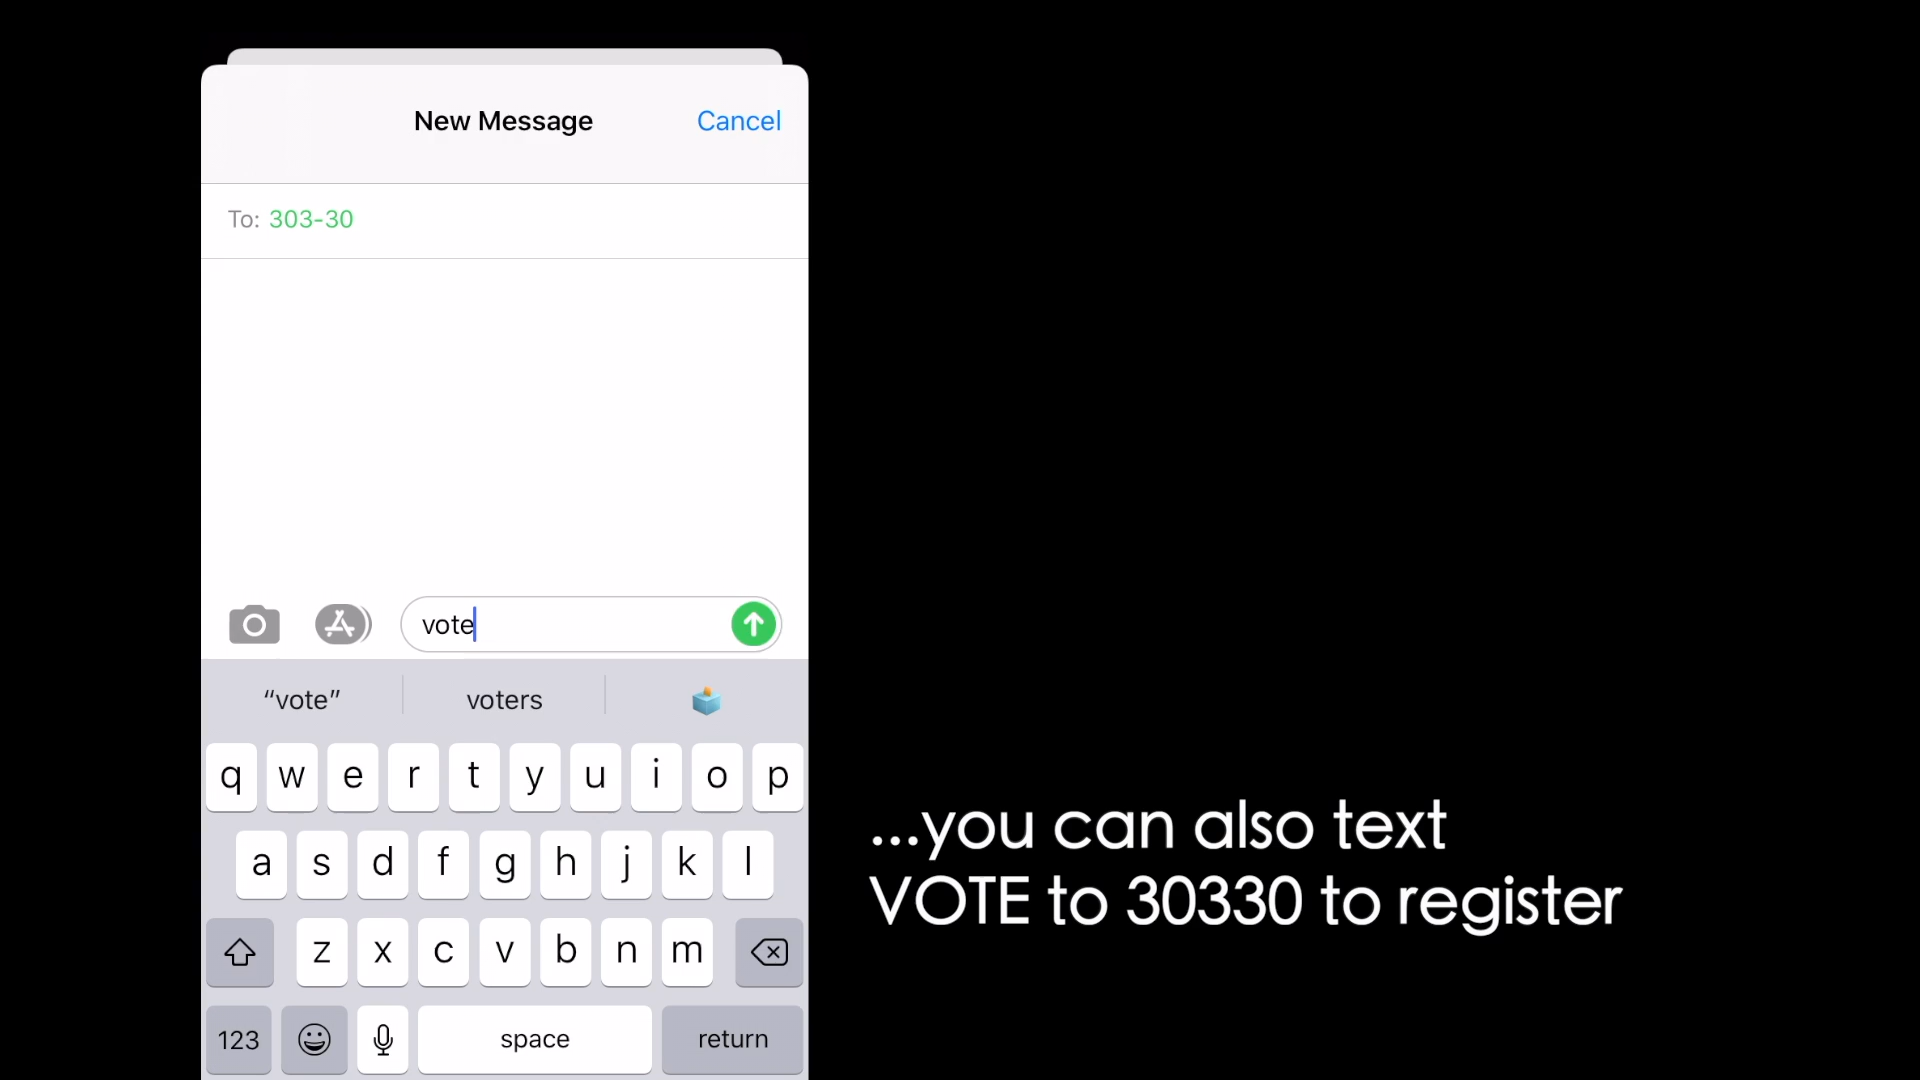 New Message
Cancel
To: 303-30
vote
“vote”
voters
q w e r t y u i o p
a s d f g h j k l
z x c v b n m
123
space
return
...you can also text
VOTE to 30330 to register